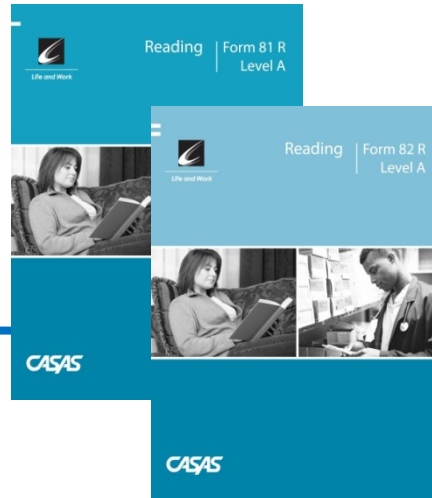 Reading
Form 81 R
Level A
Life and Work
CASAS
Reading
Form 82 R
Level A
Life and Work
CASAS